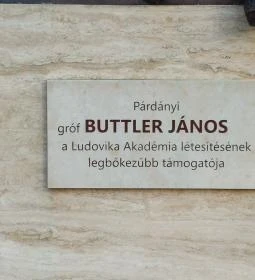 Párdányi
gróf BUTTLER JÁNOS
a Ludovika Akadémia létesítésének
legbőkezűbb támogatója